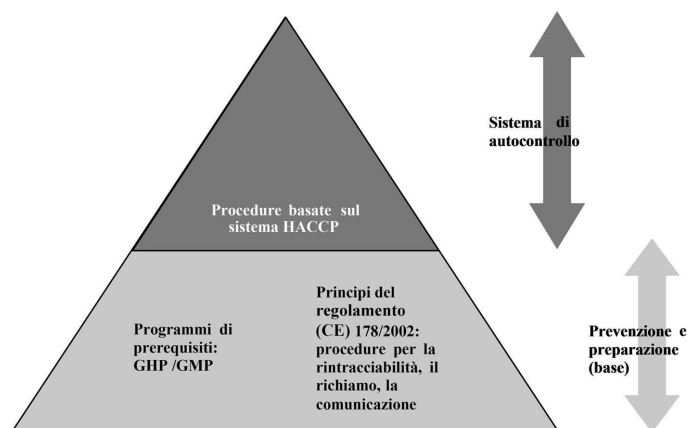 Sistema di
autocontrollo
Procedure basate sul
sistema HACCP
Programmi di
prerequisiti:
GHP /GMP
Principi del
regolamento
(CE) 178/2002:
procedure per la
rintracciabilità, il
richiamo, la
comunicazione
Prevenzione e
preparazione
(base)